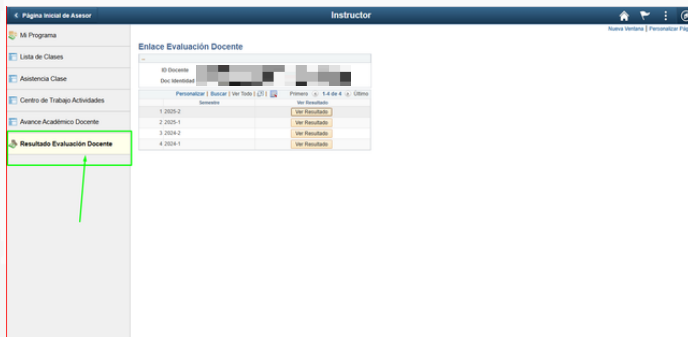 Página Inicial de Asesor
Instructor
Nueva Ventana | Personalizar Pág
Mi Programa
Lista de Clases
Asistencia Clase
Centro de Trabajo Actividades
Avance Académico Docente
Resultado Evaluación Docente
Enlace Evaluación Docente
ID Docente
Doc Identidad
Personalizar | Buscar | Ver Todo | Primero 1-4 de 4 Último
Semestre Ver Resultado
1 2025-2 Ver Resultado
2 2025-1 Ver Resultado
3 2024-2 Ver Resultado
4 2024-1 Ver Resultado